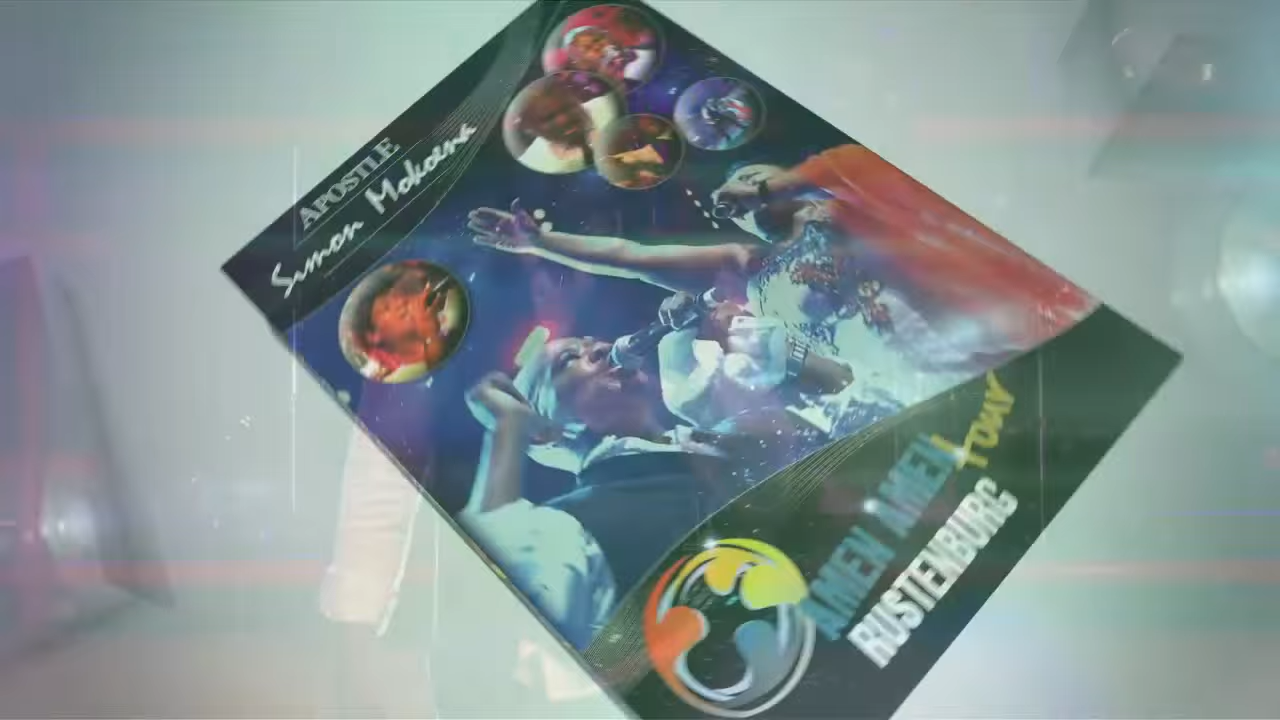 APOSTLE
Simon Mokoena
AMEN AMEN
TOUR
RUSTENBURG